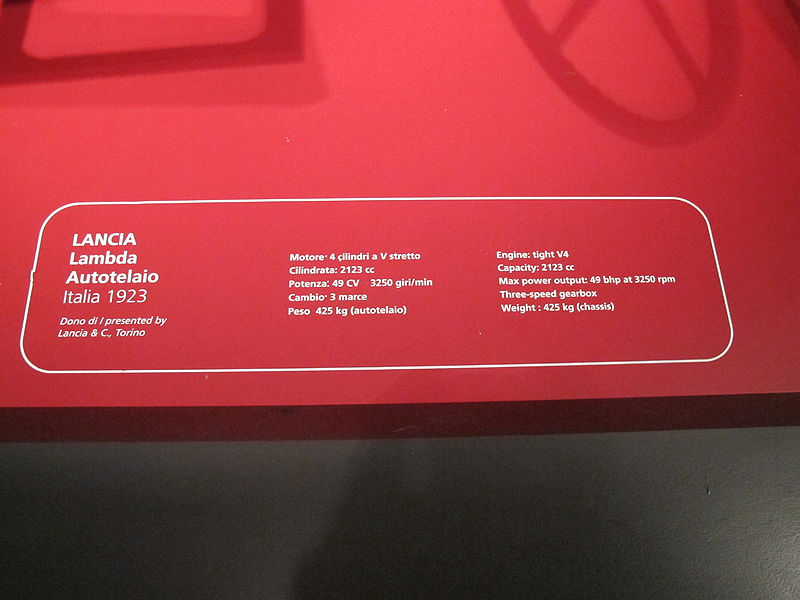 LANCIA
Lambda
Autotelaio
Italia 1923
Dono di / presented by
Lancia & C., Torino
Motore: 4 cilindri a V stretto
Cilindrata: 2123 cc
Potenza: 49 CV 3250 giri/min
Cambio: 3 marce
Peso 425 kg (autotelaio)
Engine: tight V4
Capacity: 2123 cc
Max power output: 49 bhp at 3250 rpm
Three-speed gearbox
Weight : 425 kg (chassis)